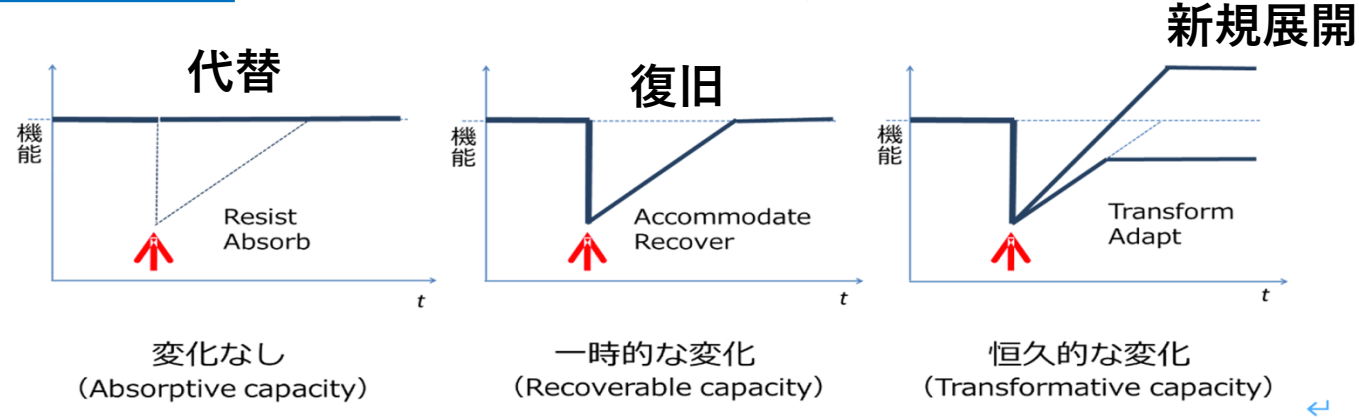 代替
機能
Resist
Absorb
t
変化なし
（Absorptive capacity）
復旧
機能
Accommodate
Recover
t
一時的な変化
（Recoverable capacity）
新規展開
機能
Transform
Adapt
t
恒久的な変化
（Transformative capacity）